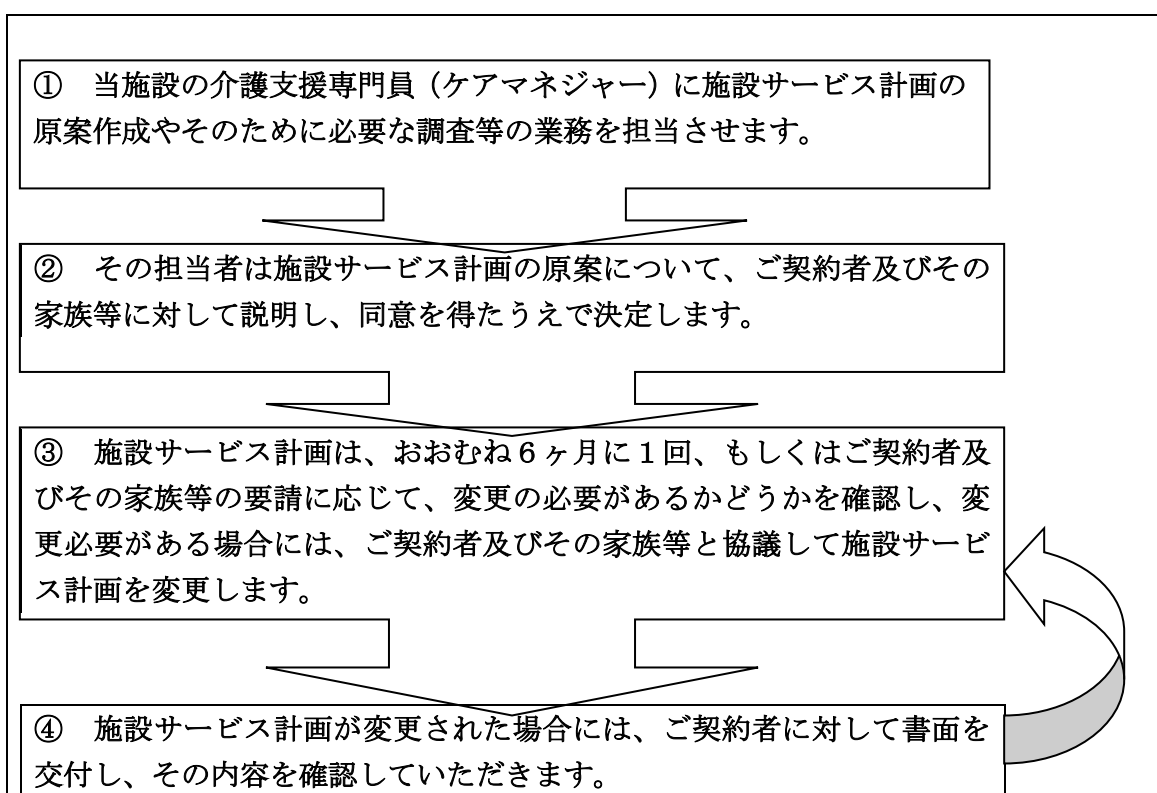 ①　当施設の介護支援専門員（ケアマネジャー）に施設サービス計画の
原案作成やそのために必要な調査等の業務を担当させます。
②　その担当者は施設サービス計画の原案について、ご契約者及びその
家族等に対して説明し、同意を得たうえで決定します。
③　施設サービス計画は、おおむね６ヶ月に１回、もしくはご契約者及
びその家族等の要請に応じて、変更の必要があるかどうかを確認し、変
更必要がある場合には、ご契約者及びその家族等と協議して施設サービ
ス計画を変更します。
④　施設サービス計画が変更された場合には、ご契約者に対して書面を
交付し、その内容を確認していただきます。